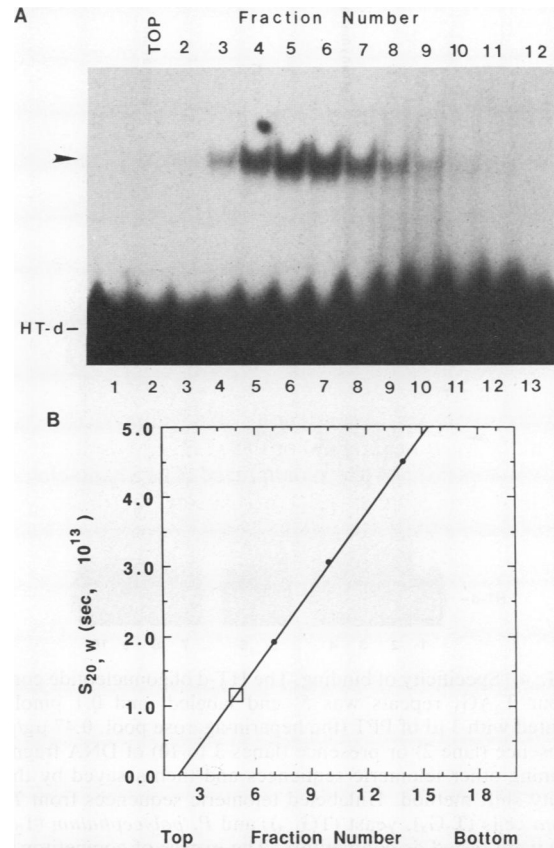 A
Fraction Number
TOP 2 3 4 5 6 7 8 9 10 11 12
HT-d
1 2 3 4 5 6 7 8 9 10 11 12 13
B
5.0
4.0
3.0
2.0
1.0
0.0
S20, w (sec, 10^13)
3 6 9 12 15 18
Top Fraction Number Bottom